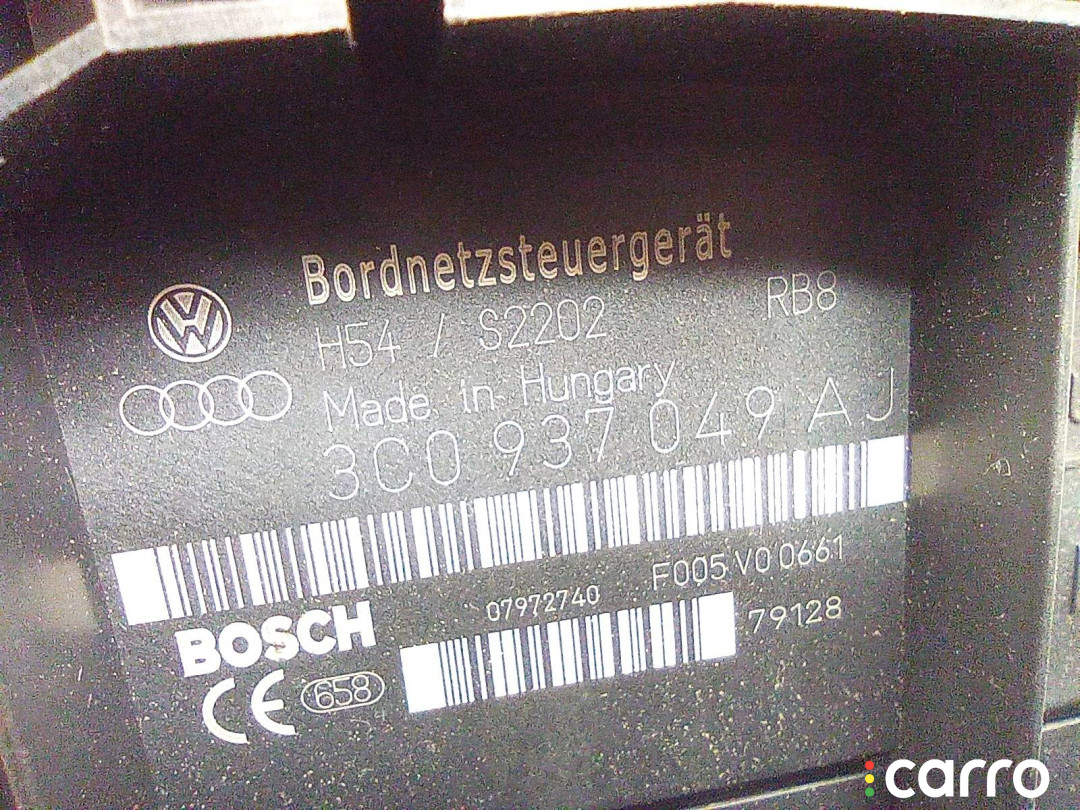 Bordnetzsteuergerät
H54 / S2202 RB8
Made in Hungary
3C0 937 049 AJ
F005 V0 0661
07972740
79128
BOSCH
CE 658
carro